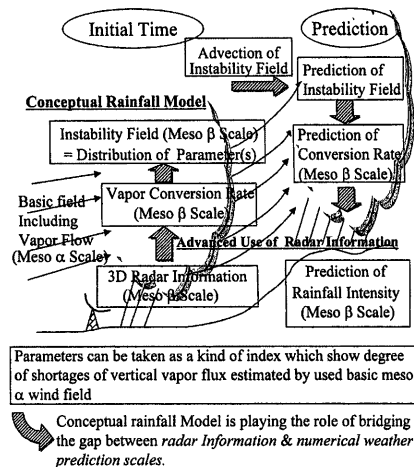 Initial Time
Prediction
Advection of
Instability Field
Prediction of
Instability Field
Conceptual Rainfall Model
Instability Field (Meso β Scale)
= Distribution of Parameter(s)
Prediction of
Conversion Rate
(Meso β Scale)
Basic field
Including
Vapor Flow
(Meso α Scale)
Vapor Conversion Rate
(Meso β Scale)
Advanced Use of Radar Information
3D Radar Information
(Meso β Scale)
Prediction of
Rainfall Intensity
(Meso β Scale)
Parameters can be taken as a kind of index which show degree
of shortages of vertical vapor flux estimated by used basic meso
α wind field
Conceptual rainfall Model is playing the role of bridging
the gap between radar Information & numerical weather
prediction scales.